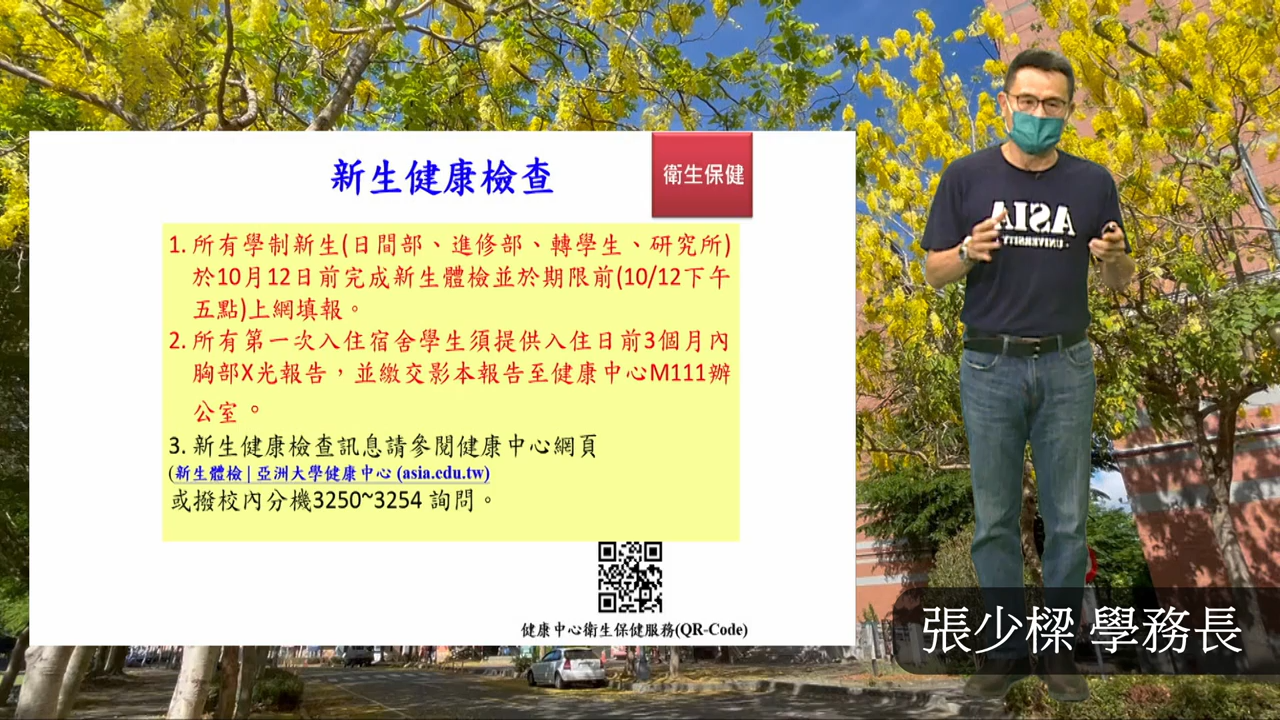 新生健康檢查
衛生保健
1. 所有學制新生(日間部、進修部、轉學生、研究所)
於10月12日前完成新生體檢並於期限前(10/12下午
五點)上網填報。
2. 所有第一次入住宿舍學生須提供入住日前3個月內
胸部X光報告，並繳交影本報告至健康中心M111辦
公室。
3. 新生健康檢查訊息請參閱健康中心網頁
(新生體檢 | 亞洲大學健康中心 (asia.edu.tw)
或撥校內分機3250~3254 詢問。
健康中心衛生保健服務(QR-Code)
ASIA
UNIVERSITY
張少樑 學務長